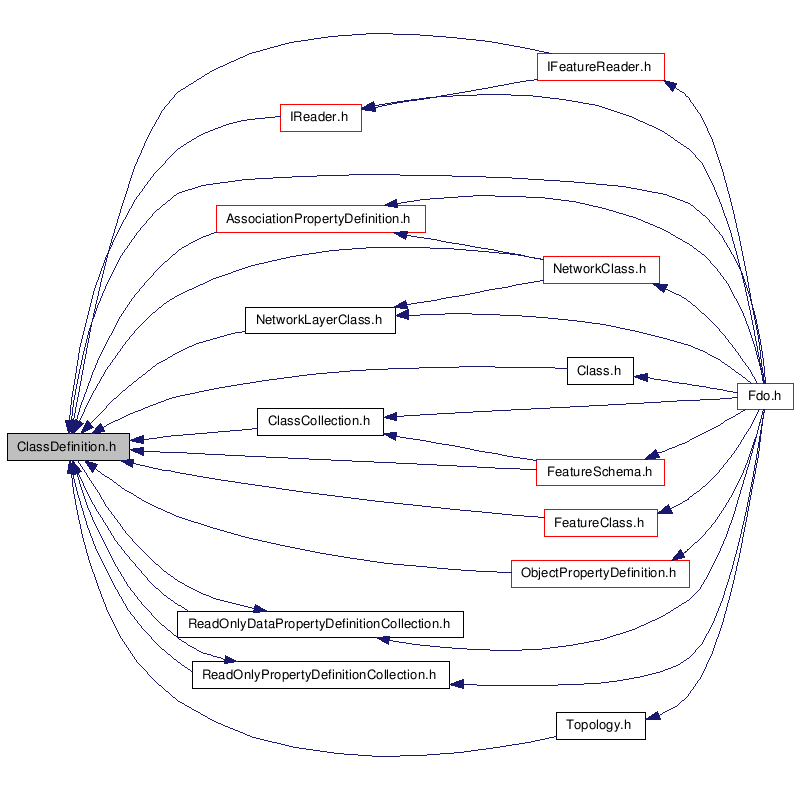 IFeatureReader.h
IReader.h
AssociationPropertyDefinition.h
NetworkClass.h
NetworkLayerClass.h
Class.h
Fdo.h
ClassCollection.h
ClassDefinition.h
FeatureSchema.h
FeatureClass.h
ObjectPropertyDefinition.h
ReadOnlyDataPropertyDefinitionCollection.h
ReadOnlyPropertyDefinitionCollection.h
Topology.h